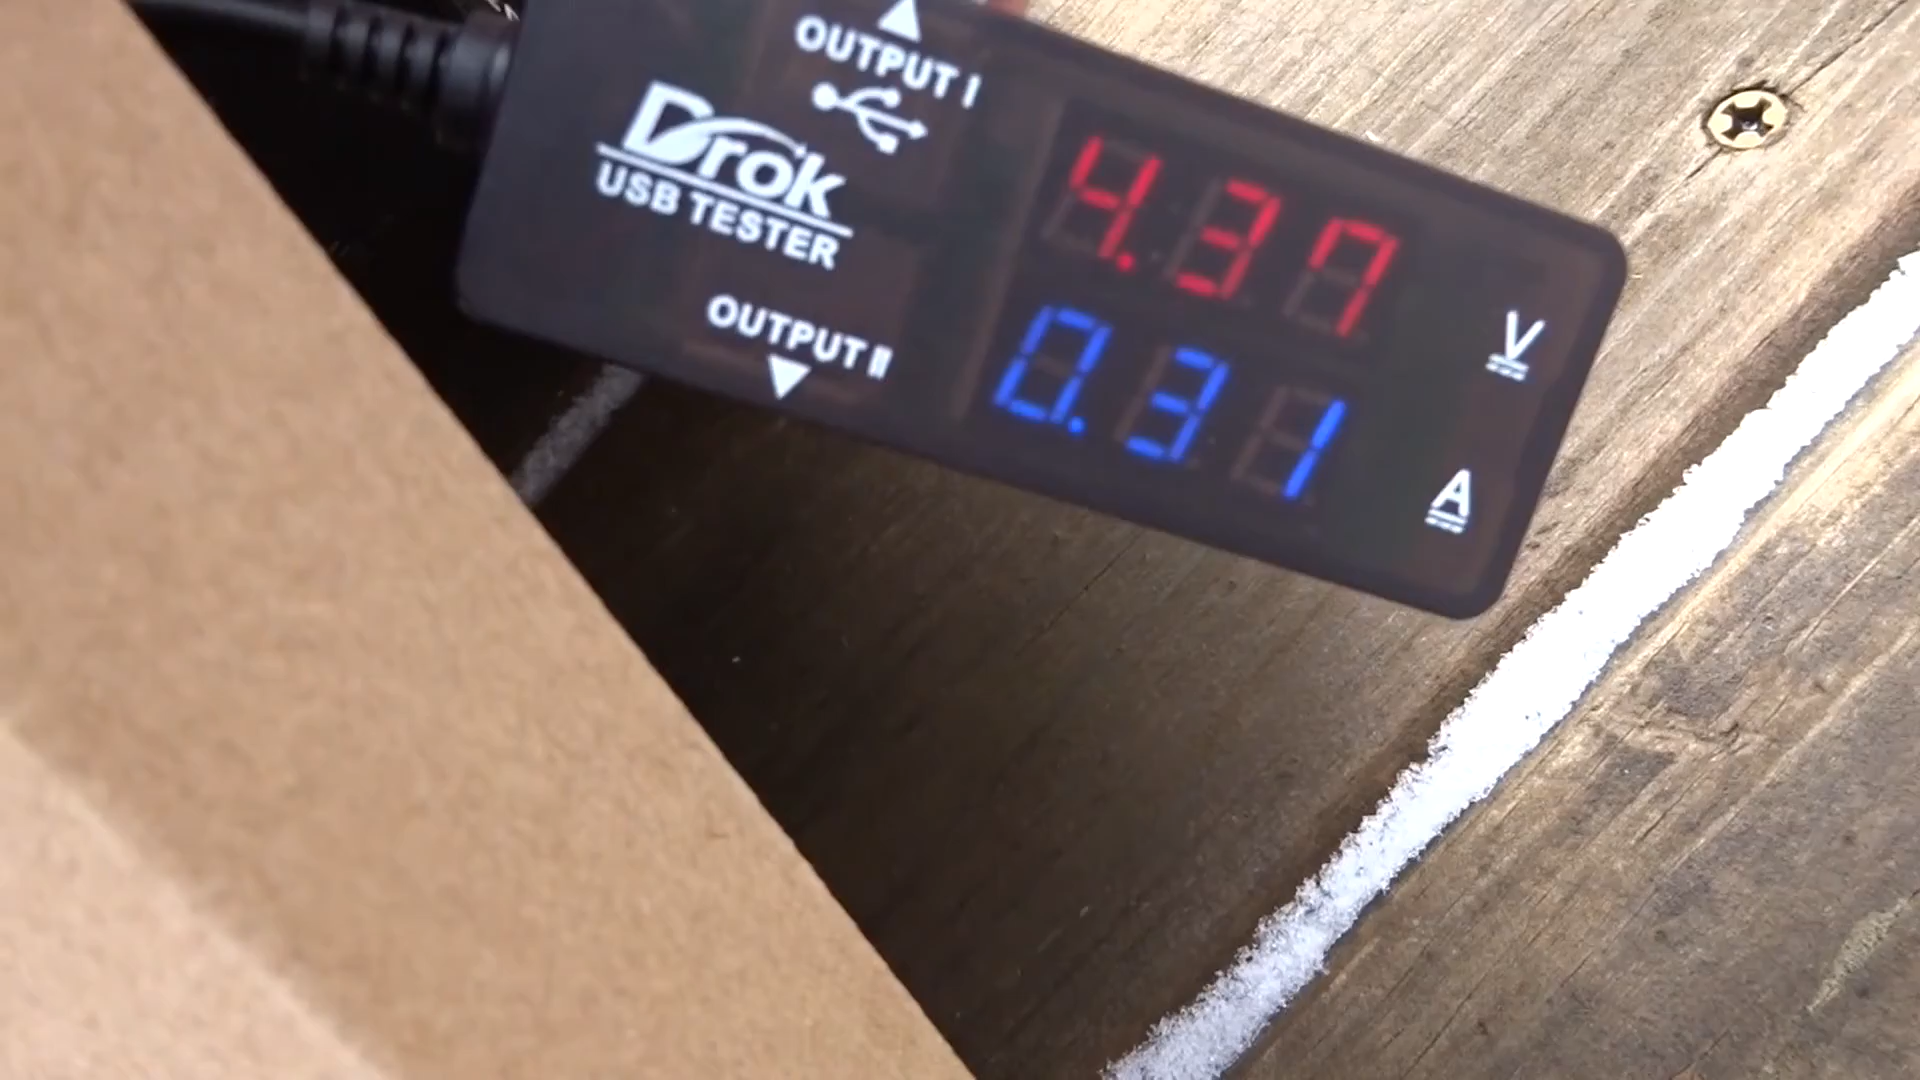 OUTPUT I
Drok
USB TESTER
OUTPUT II
4.37 V
0.31 A